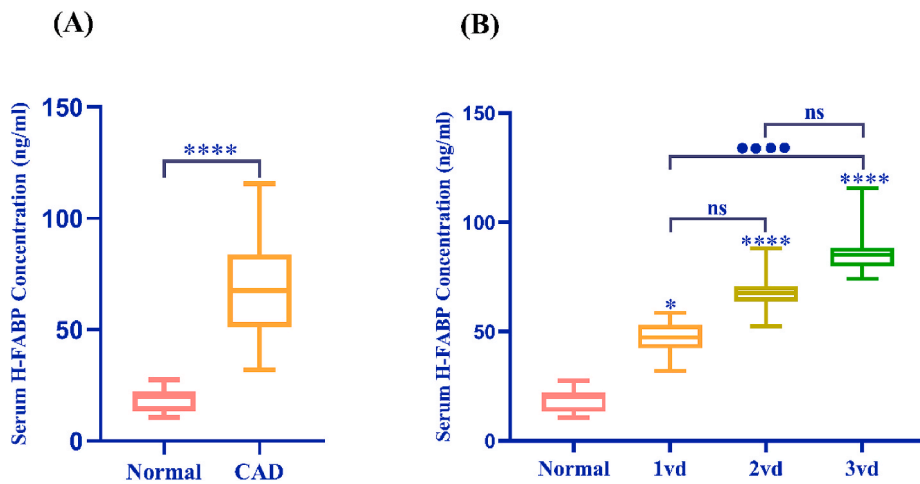 (A)
Serum H-FABP Concentration (ng/ml)
150
100
50
0
****
Normal
CAD
(B)
Serum H-FABP Concentration (ng/ml)
150
100
50
0
ns
●●●●
****
ns
****
*
Normal
1vd
2vd
3vd